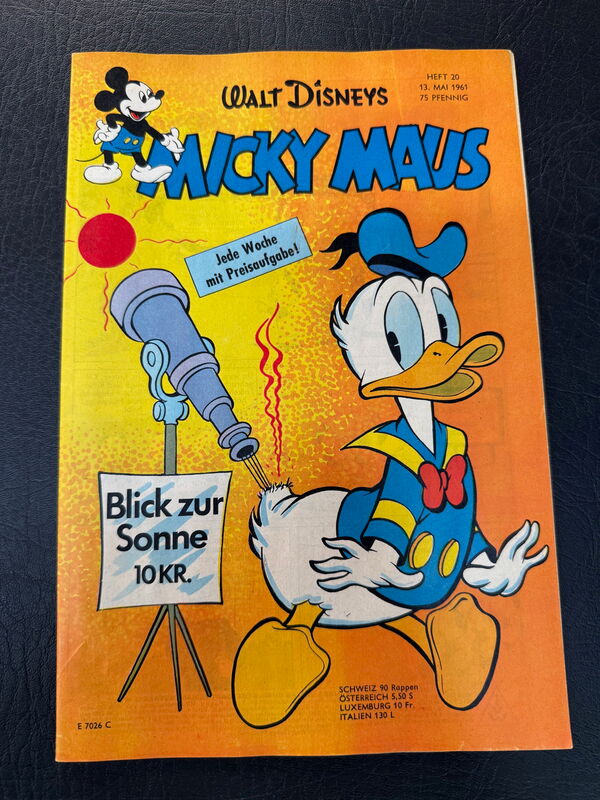 WALT DISNEYS
HEFT 20
13. MAI 1961
75 PFENNIG
MICKY MAUS
Jede Woche
mit Preisaufgabe!
Blick zur
Sonne
10 KR.
SCHWEIZ 90 Rappen
ÖSTERREICH 5,50 S
LUXEMBURG 10 Fr.
ITALIEN 130 L
E 7026 C